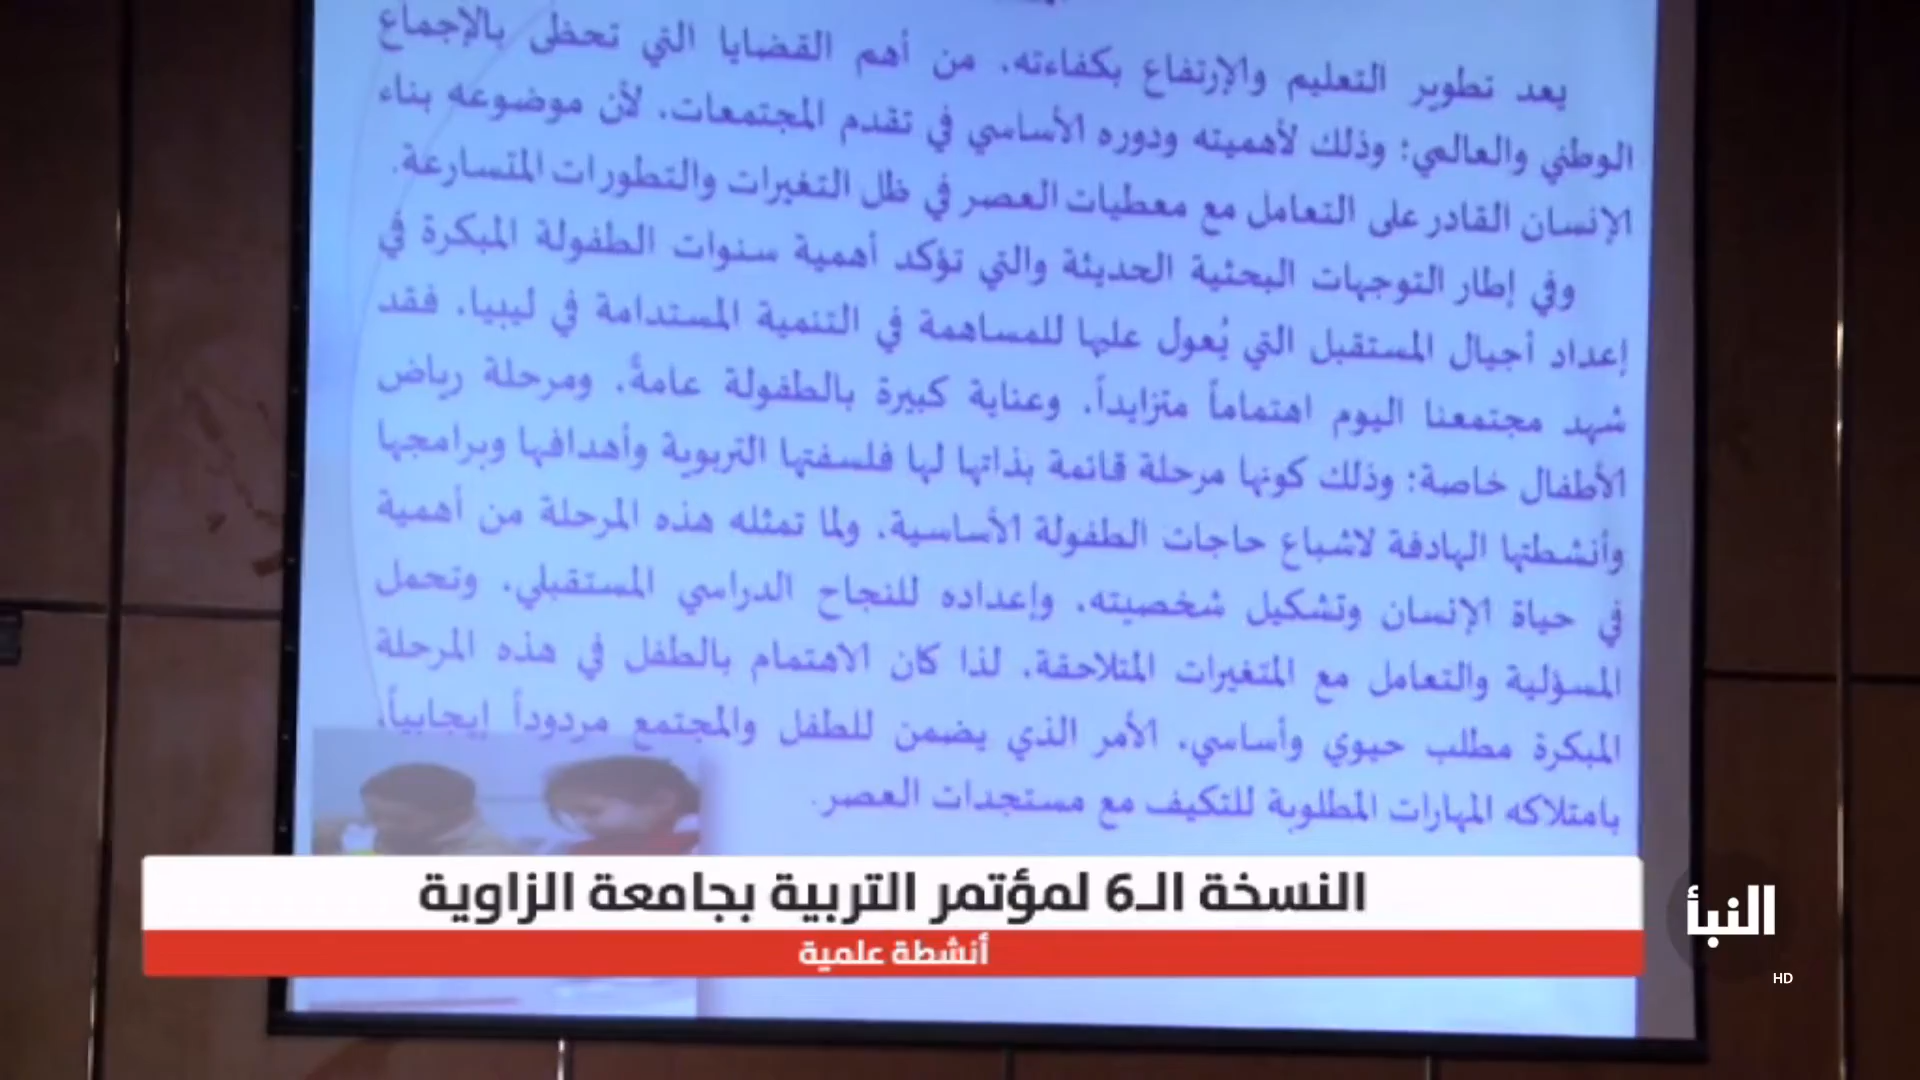 يعد تطوير التعليم والإرتفاع بكفاءته، من أهم القضايا التي تحظى بالإجماع
الوطني والعالمي؛ وذلك لأهميته ودوره الأساسي في تقدم المجتمعات، لأن موضوعه بناء
الإنسان القادر على التعامل مع معطيات العصر في ظل التغيرات والتطورات المتسارعة.
وفي إطار التوجهات البحثية الحديثة والتي تؤكد أهمية سنوات الطفولة المبكرة في
إعداد أجيال المستقبل التي يُعول عليها للمساهمة في التنمية المستدامة في ليبيا، فقد
شهد مجتمعنا اليوم اهتماماً متزايداً، وعناية كبيرة بالطفولة عامةً، ومرحلة رياض
الأطفال خاصة؛ وذلك كونها مرحلة قائمة بذاتها لها فلسفتها التربوية وأهدافها وبرامجها
وأنشطتها الهادفة لاشباع حاجات الطفولة الأساسية، ولما تمثله هذه المرحلة من أهمية
في حياة الإنسان وتشكيل شخصيته، وإعداده للنجاح الدراسي المستقبلي، وتحمل
المسؤلية والتعامل مع المتغيرات المتلاحقة، لذا كان الاهتمام بالطفل في هذه المرحلة
المبكرة مطلب حيوي وأساسي، الأمر الذي يضمن للطفل والمجتمع مردوداً إيجابياً،
بامتلاكه المهارات المطلوبة للتكيف مع مستجدات العصر.
النسخة الـ6 لمؤتمر التربية بجامعة الزاوية
أنشطة علمية
النبأ
HD